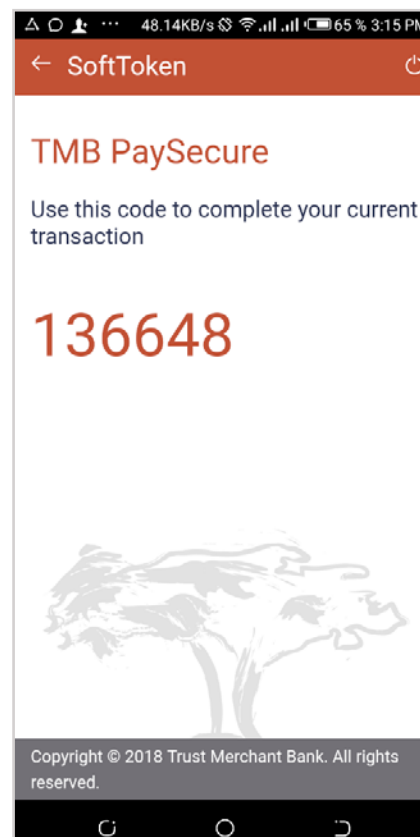 48.14KB/s 65 % 3:15 PM
SoftToken
TMB PaySecure
Use this code to complete your current
transaction
136648
Copyright © 2018 Trust Merchant Bank. All rights
reserved.